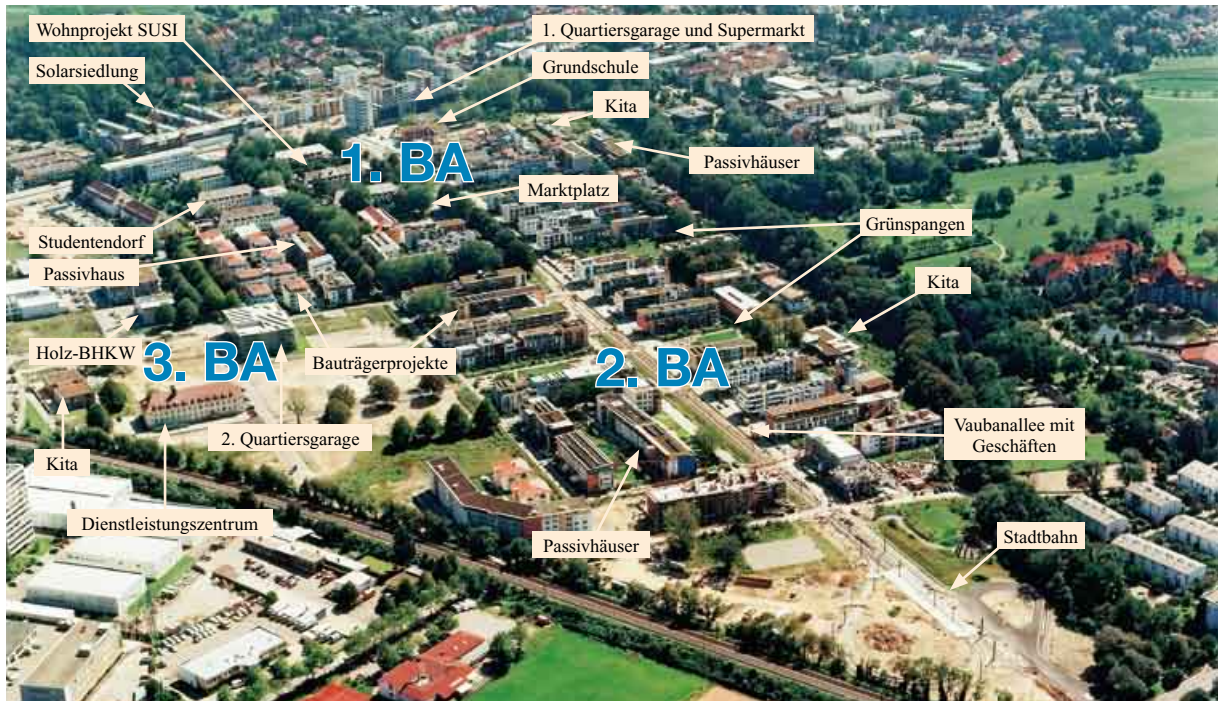 Wohnprojekt SUSI
1. Quartiersgarage und Supermarkt
Solarsiedlung
Grundschule
Kita
1. BA
Passivhäuser
Marktplatz
Studentendorf
Grünspangen
Passivhaus
Kita
Holz-BHKW
3. BA
Bauträgerprojekte
2. BA
2. Quartiersgarage
Vaubanallee mit
Geschäften
Kita
Dienstleistungszentrum
Passivhäuser
Stadtbahn